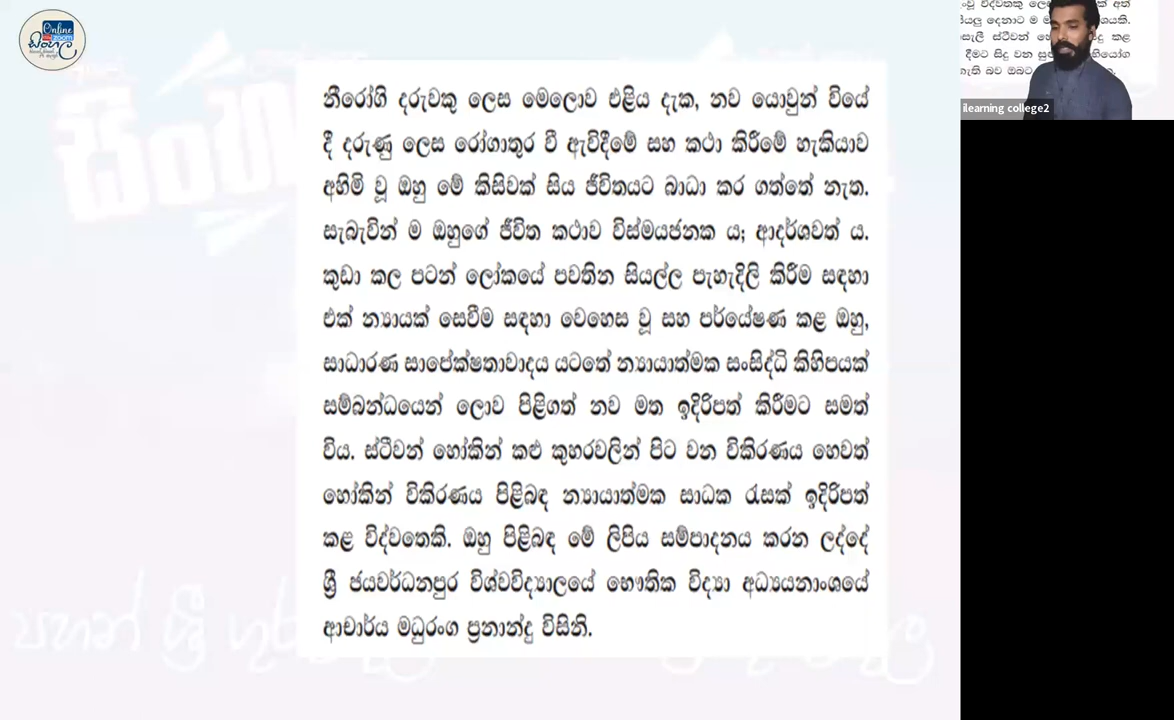 Online
zoom
සිංහල
නීරෝගි දරුවකු ලෙස මෙලොව එළිය දැක, නව යොවුන් වියේ
දී දරුණු ලෙස රෝගාතුර වී ඇවිදීමේ සහ කථා කිරීමේ හැකියාව
අහිමි වූ ඔහු මේ කිසිවක් සිය ජීවිතයට බාධා කර ගත්තේ නැත.
සැබැවින් ම ඔහුගේ ජීවිත කථාව විස්මයජනක ය; ආදර්ශවත් ය.
කුඩා කල පටන් ලෝකයේ පවතින සියල්ල පැහැදිලි කිරීම සඳහා
එක් න්‍යායක් සෙවීම සඳහා වෙහෙස වූ සහ පර්යේෂණ කළ ඔහු,
සාධාරණ සාපේක්ෂතාවාදය යටතේ න්‍යායාත්මක සංසිද්ධි කිහිපයක්
සම්බන්ධයෙන් ලොව පිළිගත් නව මත ඉදිරිපත් කිරීමට සමත්
විය. ස්ටීවන් හෝකින් කළු කුහරවලින් පිට වන විකිරණය හෙවත්
හෝකින් විකිරණය පිළිබඳ න්‍යායාත්මක සාධක රැසක් ඉදිරිපත්
කළ විද්වතෙකි. ඔහු පිළිබඳ මේ ලිපිය සම්පාදනය කරන ලද්දේ
ශ්‍රී ජයවර්ධනපුර විශ්වවිද්‍යාලයේ භෞතික විද්‍යා අධ්‍යයනාංශයේ
ආචාර්ය මධුරංග ප්‍රනාන්දු විසිනි.
ilearning college2